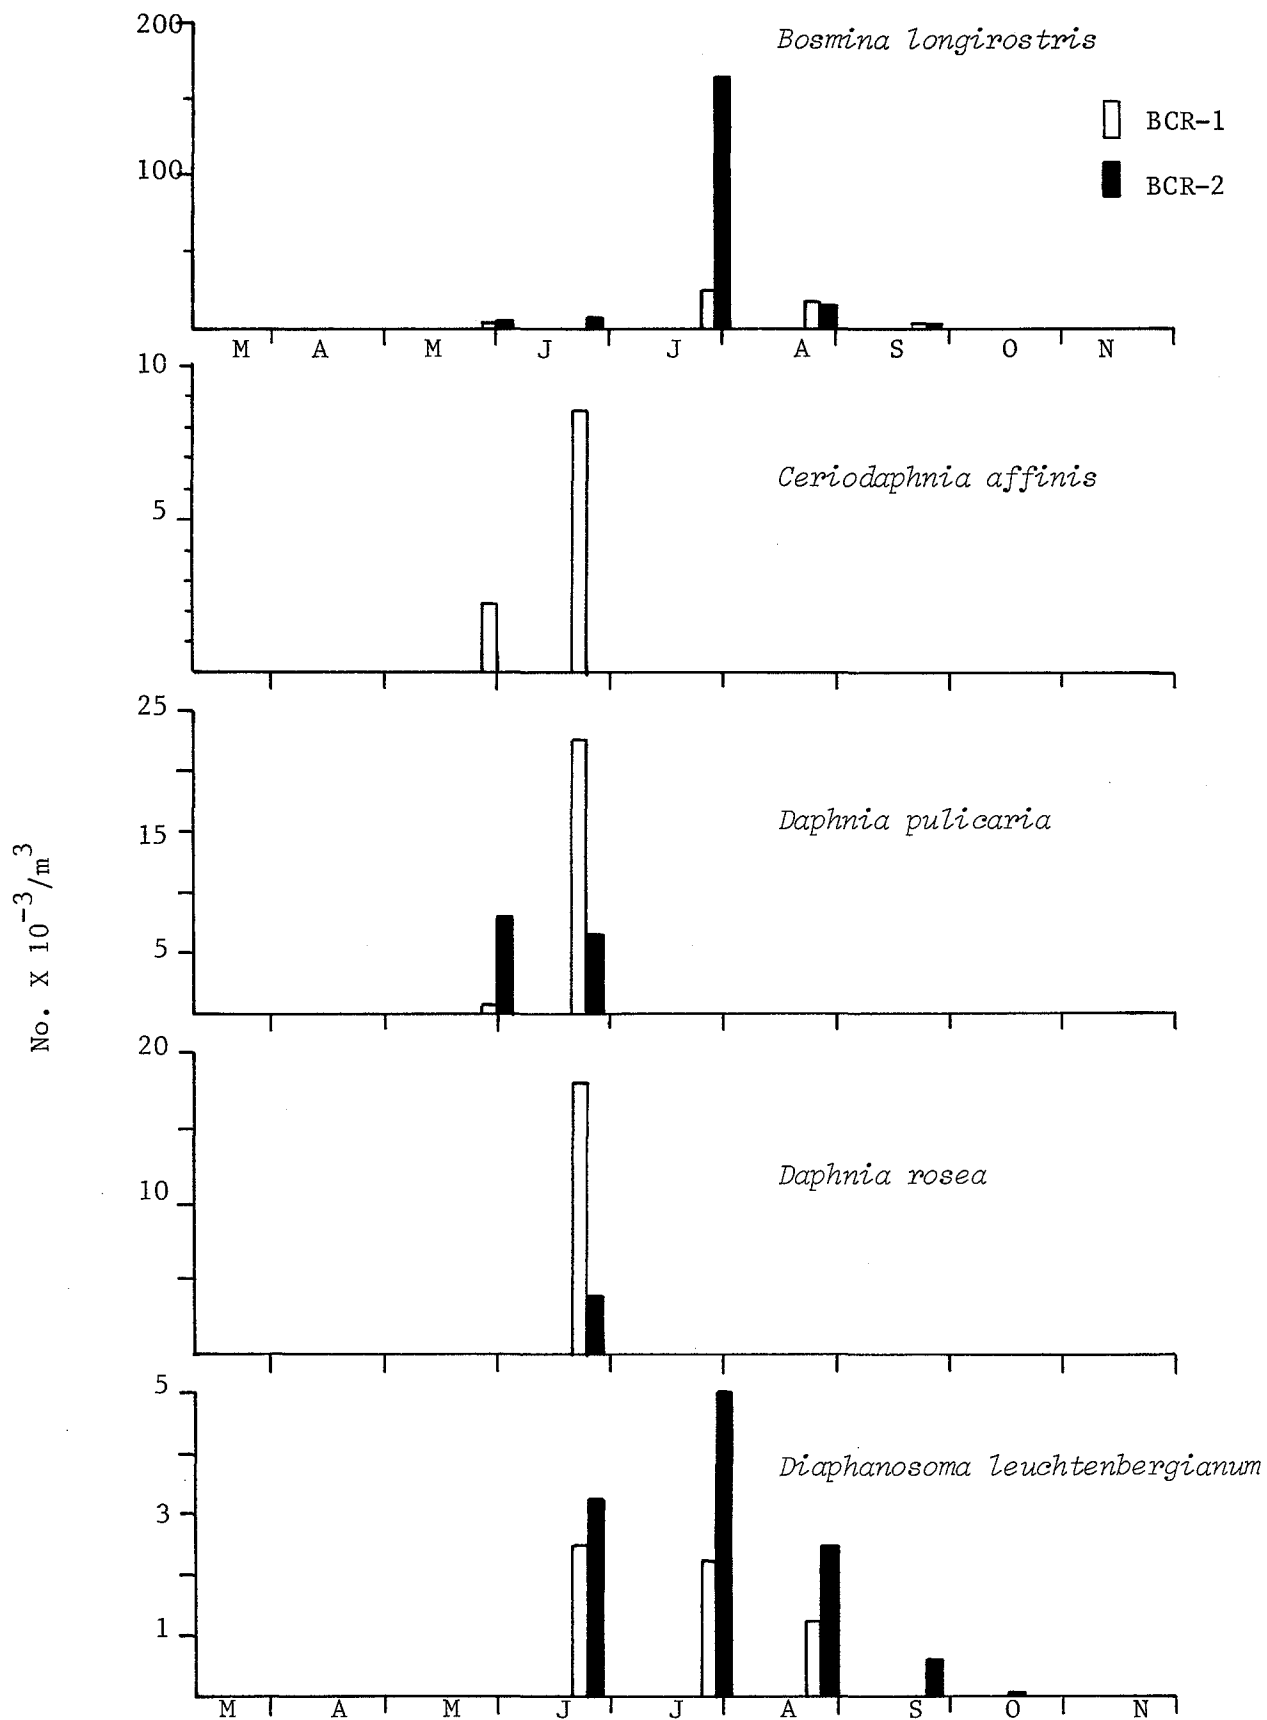 200
Bosmina longirostris
BCR-1
100
BCR-2
M A M J J A S O N
10
Ceriodaphnia affinis
5
25
Daphnia pulicaria
15
No. X 10⁻³/m³
5
20
Daphnia rosea
10
5
Diaphanosoma leuchtenbergianum
3
1
M A M J J A S O N